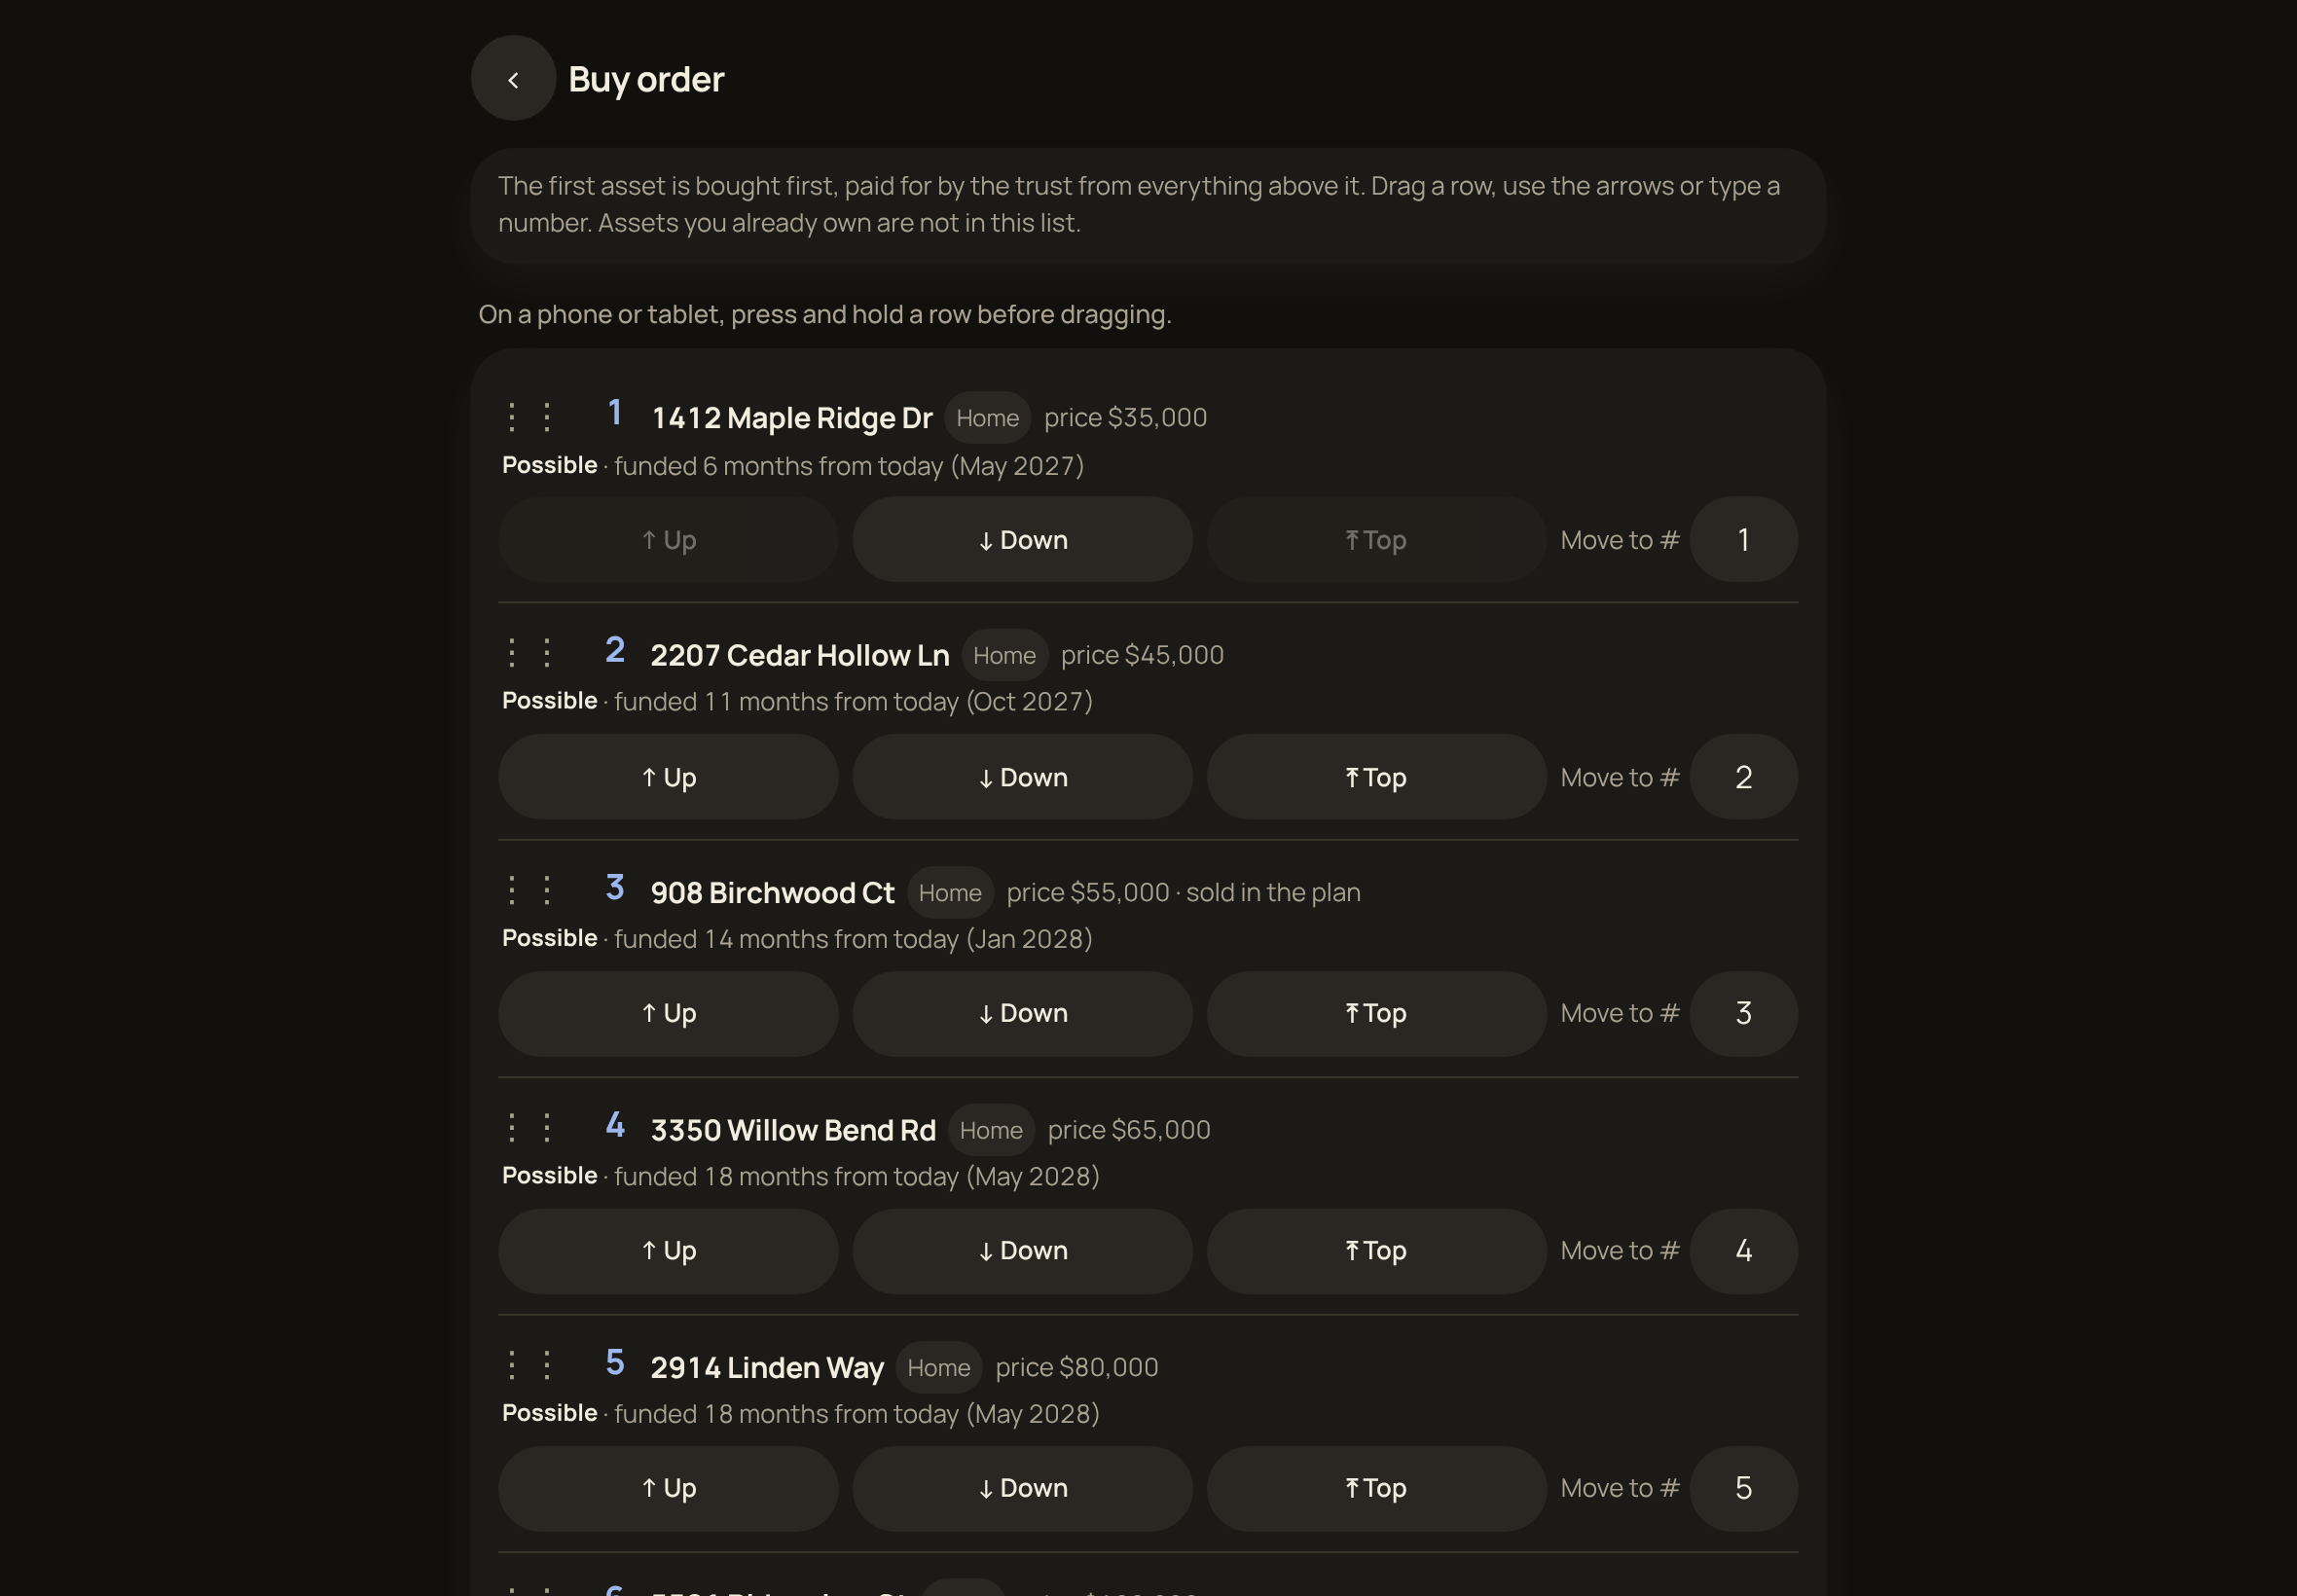 Buy order
The first asset is bought first, paid for by the trust from everything above it. Drag a row, use the arrows or type a
number. Assets you already own are not in this list.
On a phone or tablet, press and hold a row before dragging.
1 1412 Maple Ridge Dr Home price $35,000
Possible · funded 6 months from today (May 2027)
↑ Up ↓ Down ⤒ Top Move to # 1
2 2207 Cedar Hollow Ln Home price $45,000
Possible · funded 11 months from today (Oct 2027)
↑ Up ↓ Down ⤒ Top Move to # 2
3 908 Birchwood Ct Home price $55,000 · sold in the plan
Possible · funded 14 months from today (Jan 2028)
↑ Up ↓ Down ⤒ Top Move to # 3
4 3350 Willow Bend Rd Home price $65,000
Possible · funded 18 months from today (May 2028)
↑ Up ↓ Down ⤒ Top Move to # 4
5 2914 Linden Way Home price $80,000
Possible · funded 18 months from today (May 2028)
↑ Up ↓ Down ⤒ Top Move to # 5
6